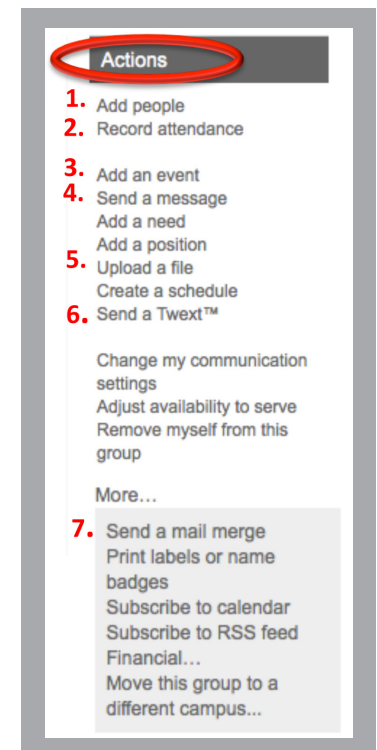 Actions
1. Add people
2. Record attendance
3. Add an event
4. Send a message
Add a need
Add a position
5. Upload a file
Create a schedule
6. Send a Twext™
Change my communication
settings
Adjust availability to serve
Remove myself from this
group
More...
7. Send a mail merge
Print labels or name
badges
Subscribe to calendar
Subscribe to RSS feed
Financial...
Move this group to a
different campus...